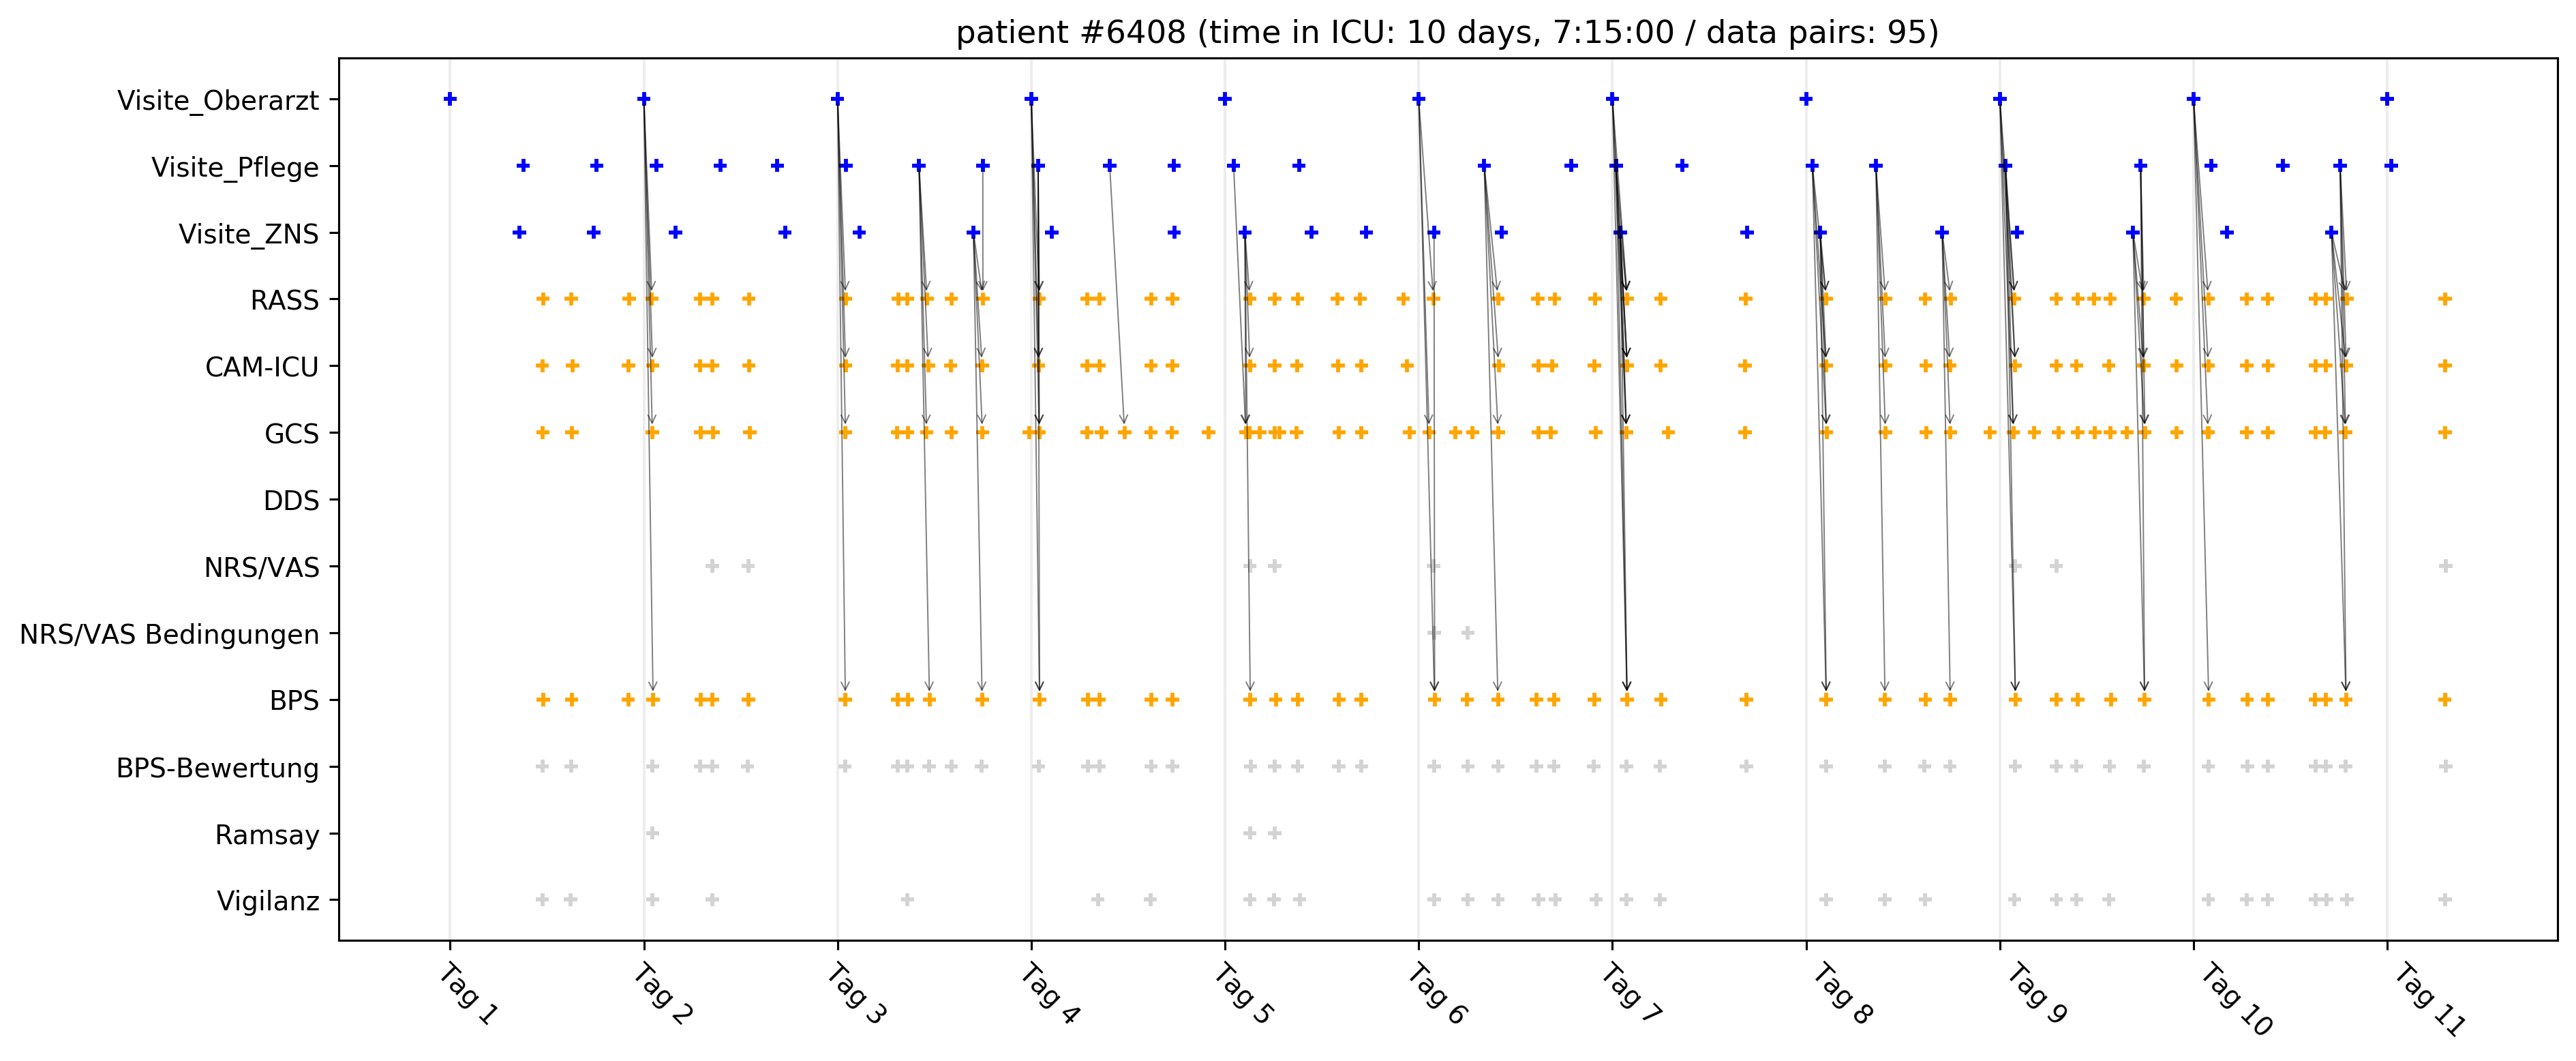 patient #6408 (time in ICU: 10 days, 7:15:00 / data pairs: 95)
Visite_Oberarzt
Visite_Pflege
Visite_ZNS
RASS
CAM-ICU
GCS
DDS
NRS/VAS
NRS/VAS Bedingungen
BPS
BPS-Bewertung
Ramsay
Vigilanz
Tag 1
Tag 2
Tag 3
Tag 4
Tag 5
Tag 6
Tag 7
Tag 8
Tag 9
Tag 10
Tag 11